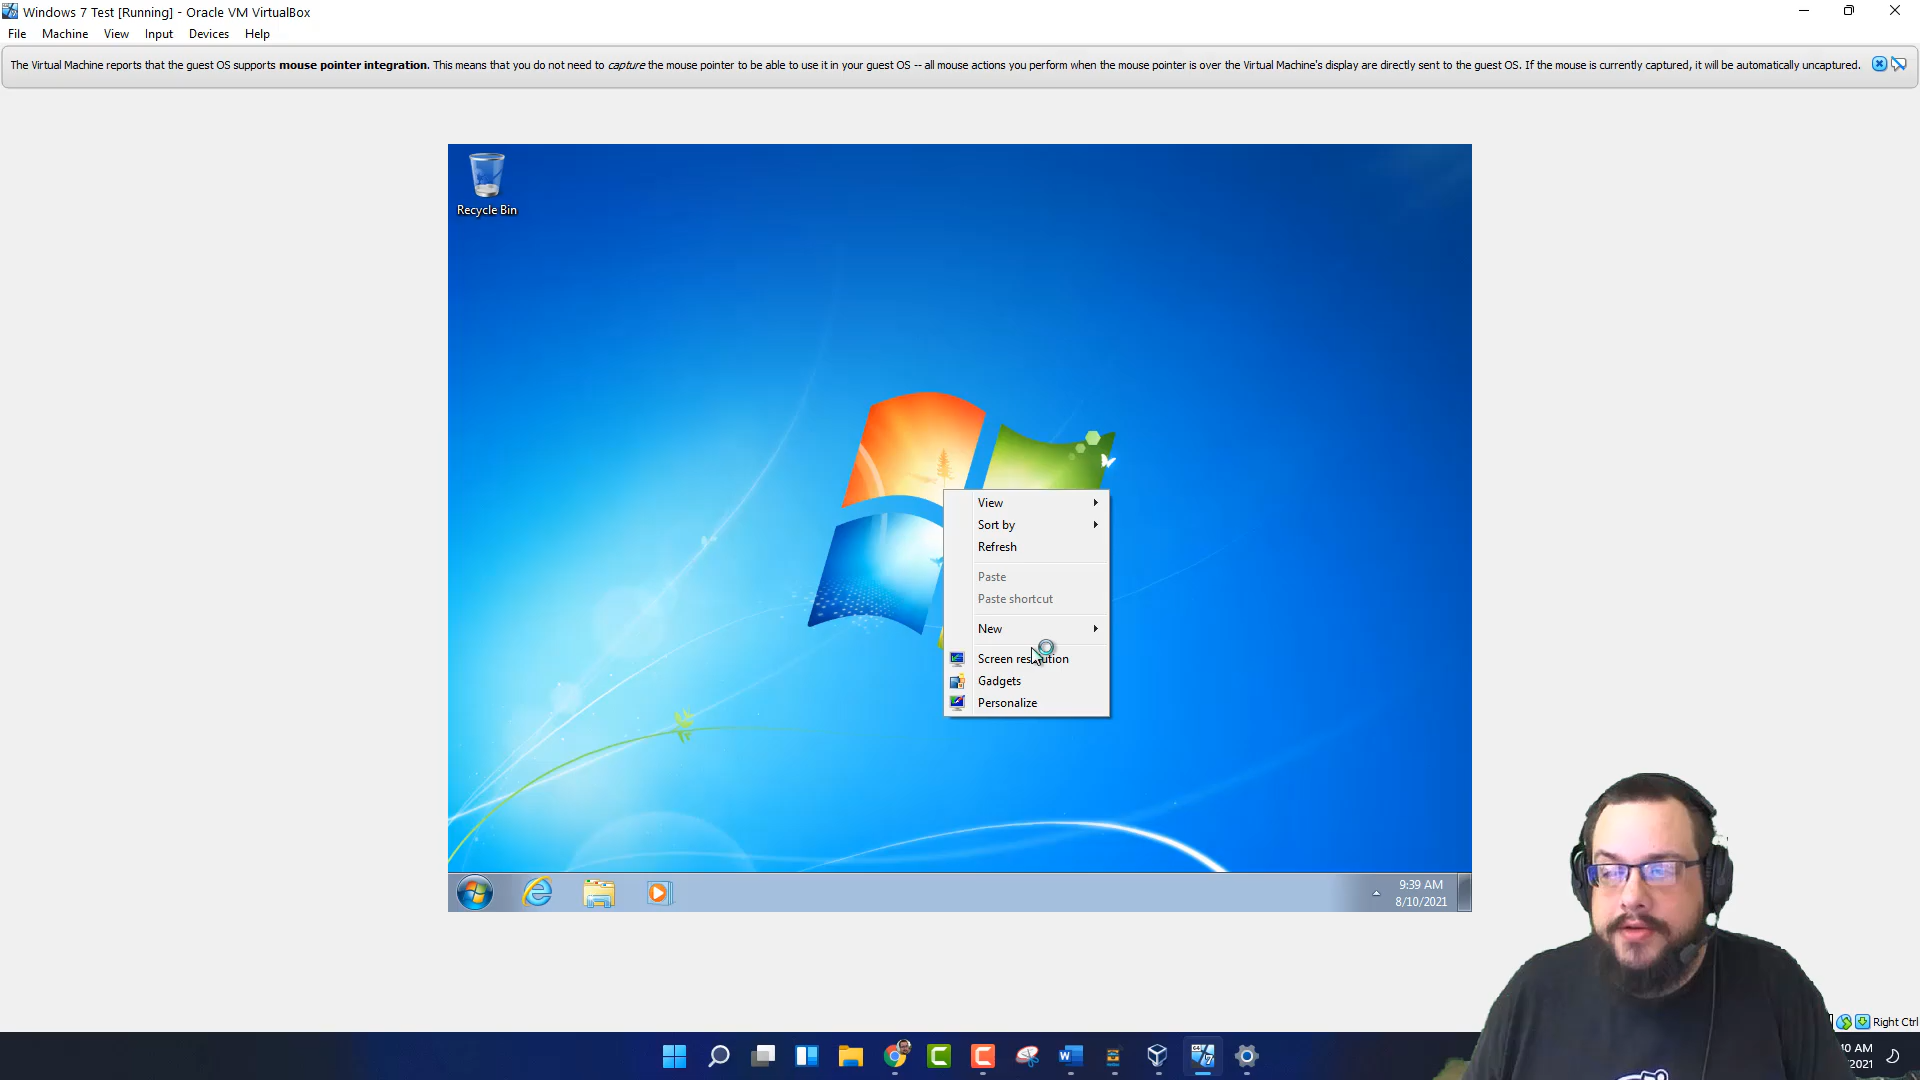 Windows 7 Test [Running] - Oracle VM VirtualBox
File Machine View Input Devices Help
The Virtual Machine reports that the guest OS supports mouse pointer integration. This means that you do not need to capture the mouse pointer to be able to use it in your guest OS -- all mouse actions you perform when the mouse pointer is over the Virtual Machine's display are directly sent to the guest OS. If the mouse is currently captured, it will be automatically uncaptured.
Recycle Bin
View
Sort by
Refresh
Paste
Paste shortcut
New
Screen resolution
Gadgets
Personalize
9:39 AM
8/10/2021
Right Ctrl
AM
2021